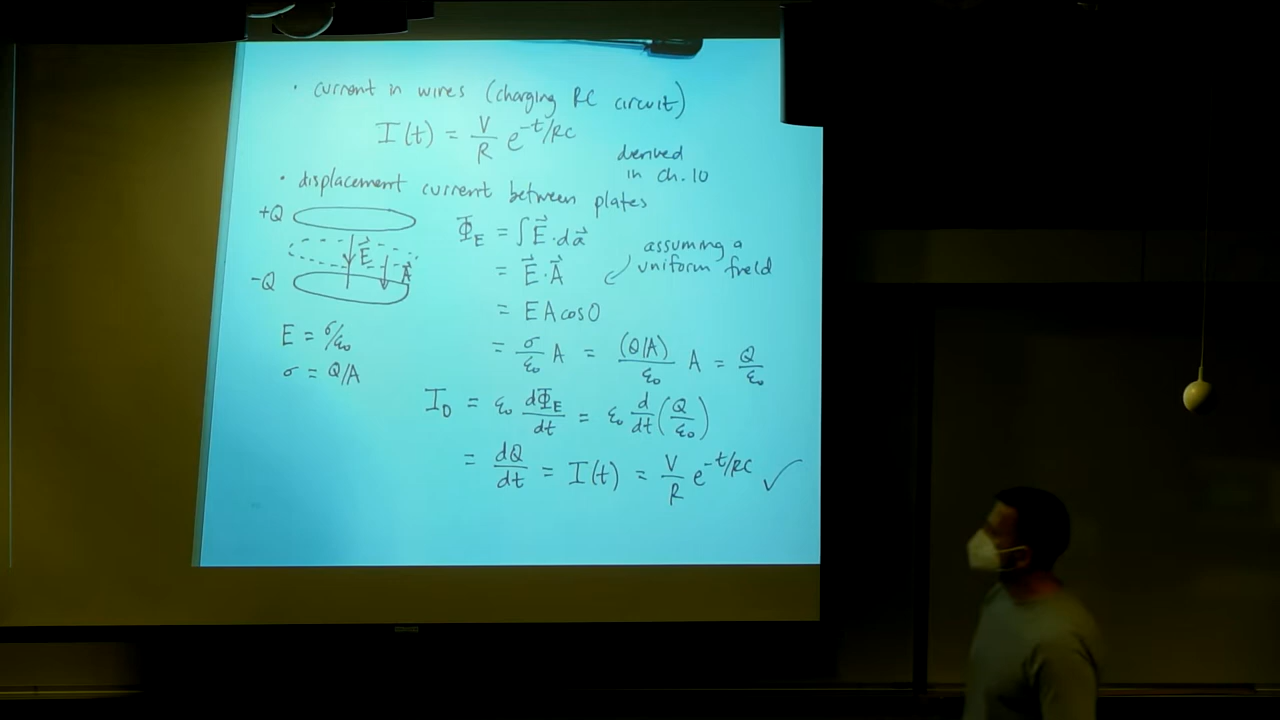 · current in wires (charging RC circuit)
I(t) = V/R e^-t/RC
derived
in ch. 10
· displacement current between plates
+Q
E⃗
A⃗
-Q
E = σ/ε₀
σ = Q/A
Φ_E = ∫E⃗·da⃗
= E⃗·A⃗
assuming a
uniform field
= EA cos 0
= σ/ε₀ A = (Q/A)/ε₀ A = Q/ε₀
I_D = ε₀ dΦ_E/dt = ε₀ d/dt (Q/ε₀)
= dQ/dt = I(t) = V/R e^-t/RC ✓